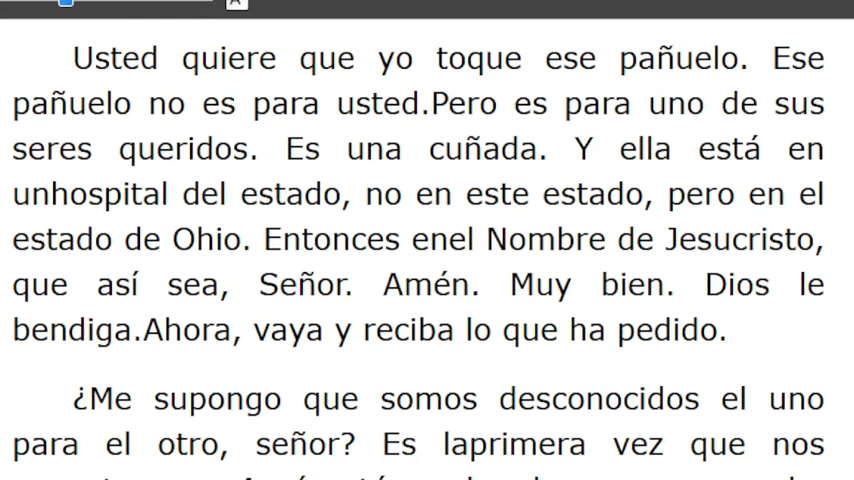 A
Usted quiere que yo toque ese pañuelo. Ese
pañuelo no es para usted.Pero es para uno de sus
seres queridos. Es una cuñada. Y ella está en
unhospital del estado, no en este estado, pero en el
estado de Ohio. Entonces enel Nombre de Jesucristo,
que así sea, Señor. Amén. Muy bien. Dios le
bendiga.Ahora, vaya y reciba lo que ha pedido.
¿Me supongo que somos desconocidos el uno
para el otro, señor? Es laprimera vez que nos